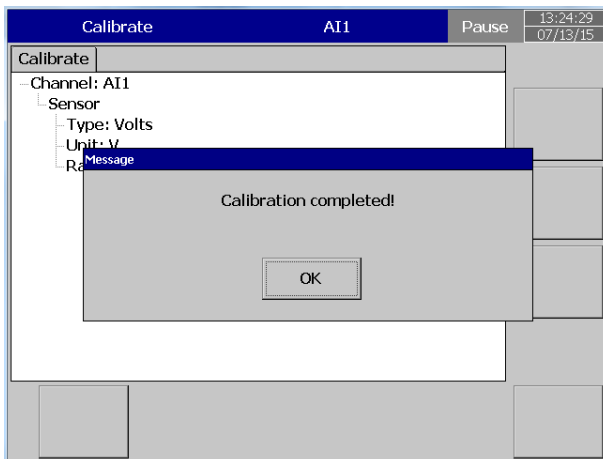 Calibrate AI1 Pause 13:24:29
07/13/15
Calibrate
Channel: AI1
Sensor
Type: Volts
Unit: V
Message
Calibration completed!
OK